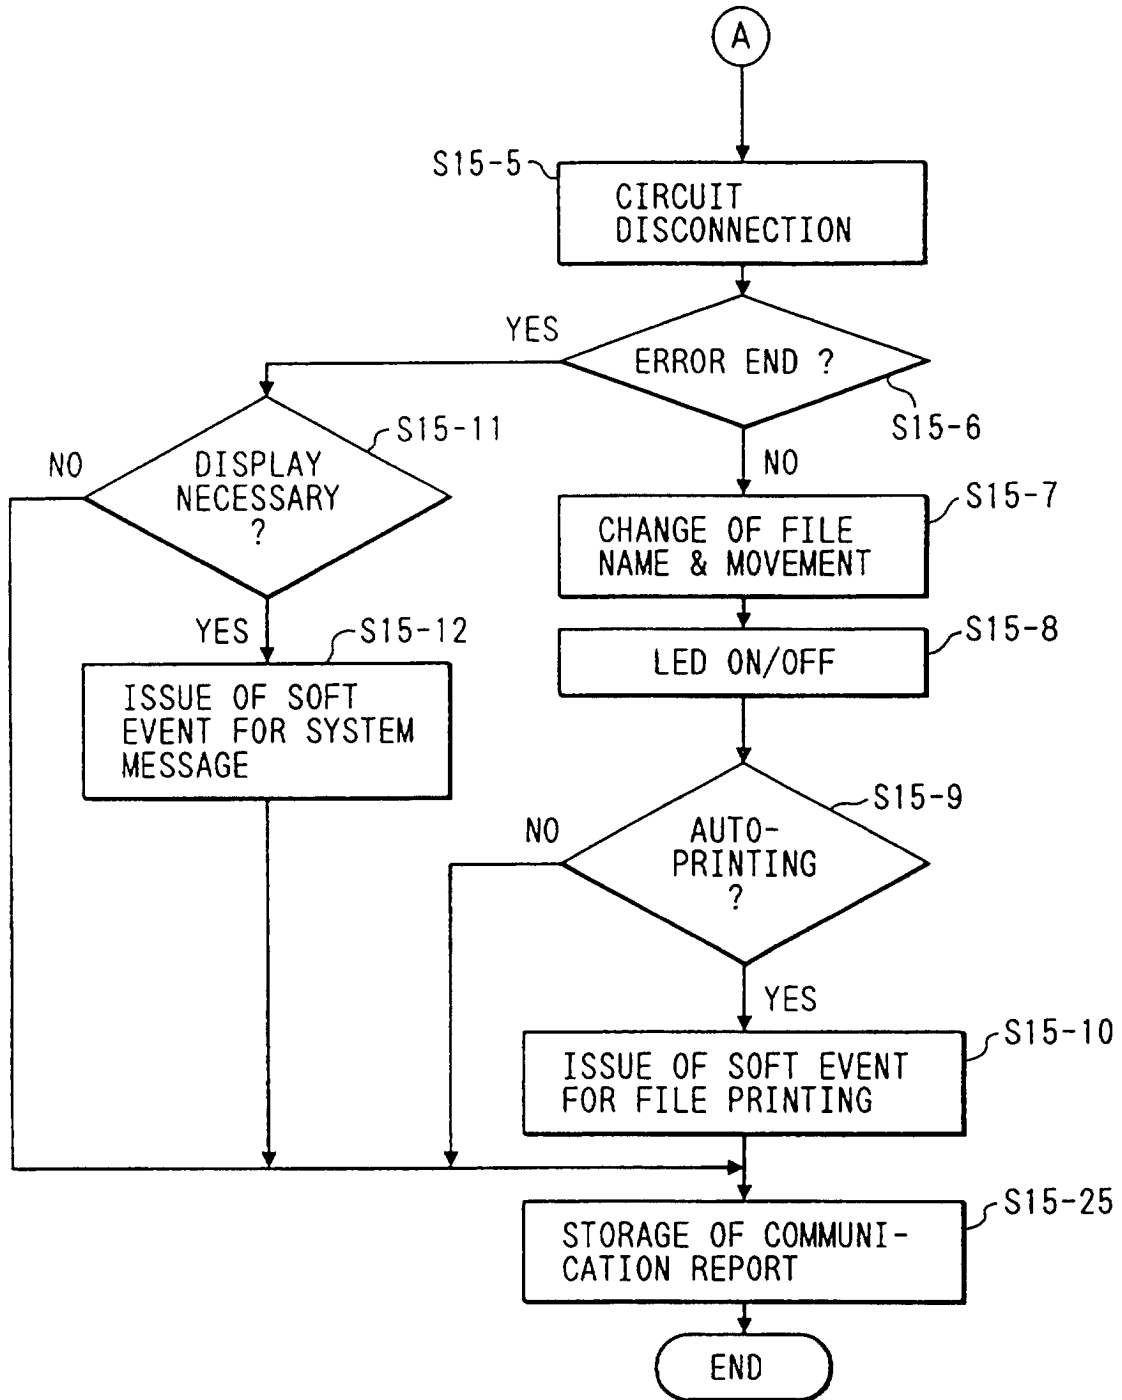 A
S15-5
CIRCUIT
DISCONNECTION
YES
ERROR END ?
S15-6
NO
S15-11
NO
DISPLAY
NECESSARY
?
S15-7
CHANGE OF FILE
NAME & MOVEMENT
YES
S15-12
S15-8
LED ON/OFF
ISSUE OF SOFT
EVENT FOR SYSTEM
MESSAGE
S15-9
NO
AUTO-
PRINTING
?
YES
S15-10
ISSUE OF SOFT EVENT
FOR FILE PRINTING
S15-25
STORAGE OF COMMUNI-
CATION REPORT
END